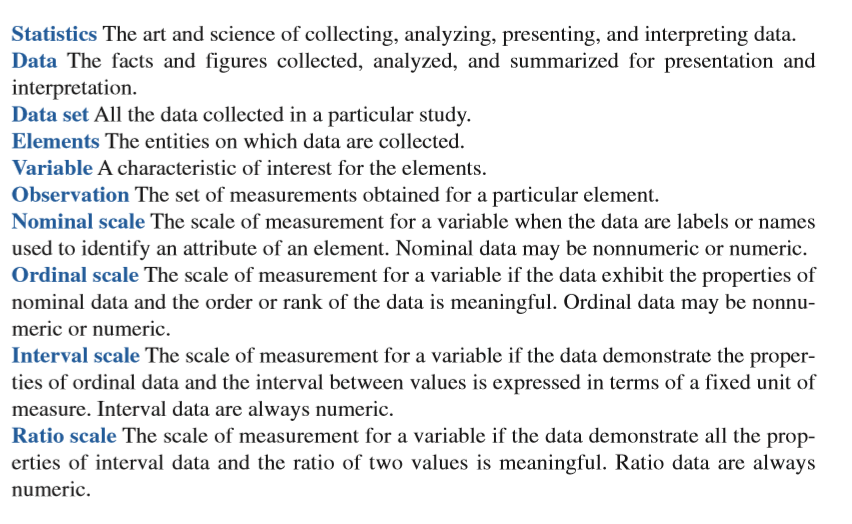 Statistics The art and science of collecting, analyzing, presenting, and interpreting data.
Data The facts and figures collected, analyzed, and summarized for presentation and
interpretation.
Data set All the data collected in a particular study.
Elements The entities on which data are collected.
Variable A characteristic of interest for the elements.
Observation The set of measurements obtained for a particular element.
Nominal scale The scale of measurement for a variable when the data are labels or names
used to identify an attribute of an element. Nominal data may be nonnumeric or numeric.
Ordinal scale The scale of measurement for a variable if the data exhibit the properties of
nominal data and the order or rank of the data is meaningful. Ordinal data may be nonnu-
meric or numeric.
Interval scale The scale of measurement for a variable if the data demonstrate the proper-
ties of ordinal data and the interval between values is expressed in terms of a fixed unit of
measure. Interval data are always numeric.
Ratio scale The scale of measurement for a variable if the data demonstrate all the prop-
erties of interval data and the ratio of two values is meaningful. Ratio data are always
numeric.